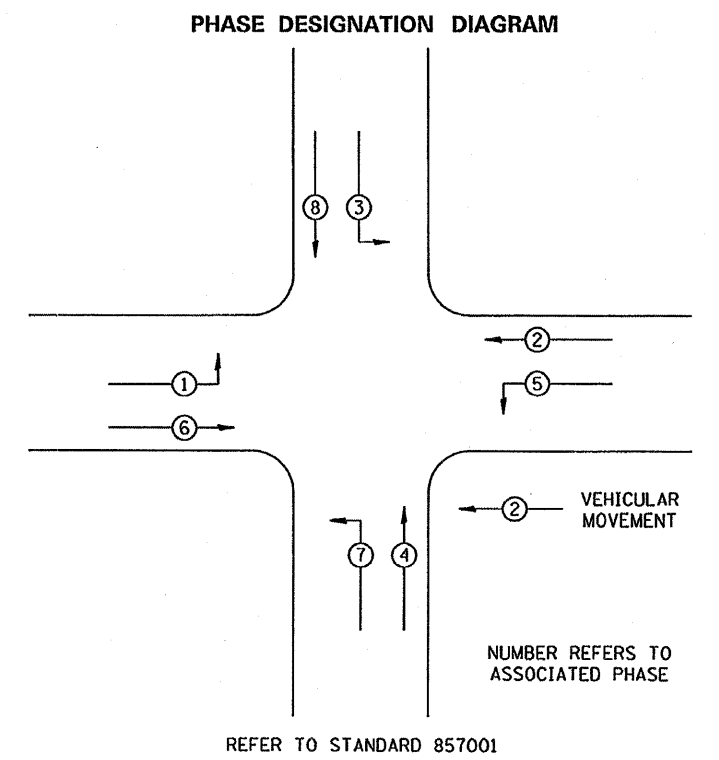 PHASE DESIGNATION DIAGRAM
8 3
2
1 5
6
2 VEHICULAR
MOVEMENT
7 4
NUMBER REFERS TO
ASSOCIATED PHASE
REFER TO STANDARD 857001